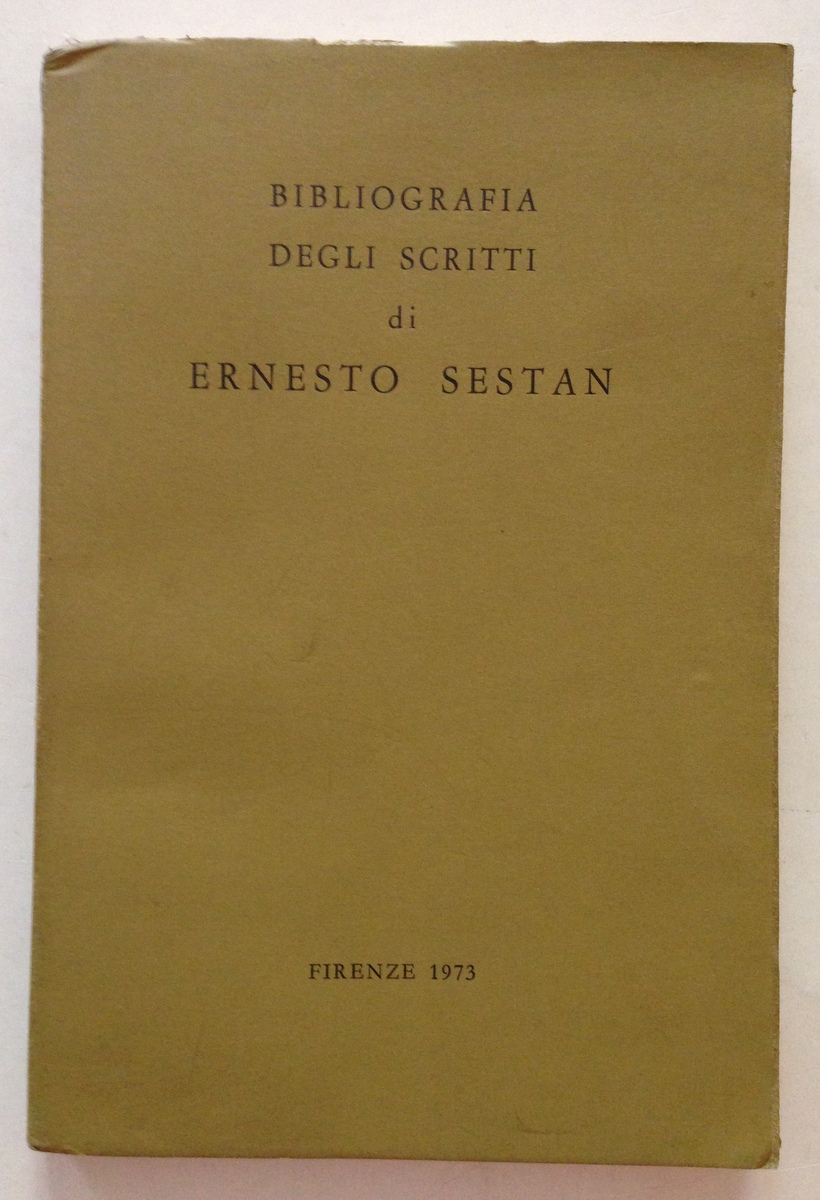 BIBLIOGRAFIA
DEGLI SCRITTI
di
ERNESTO SESTAN
FIRENZE 1973